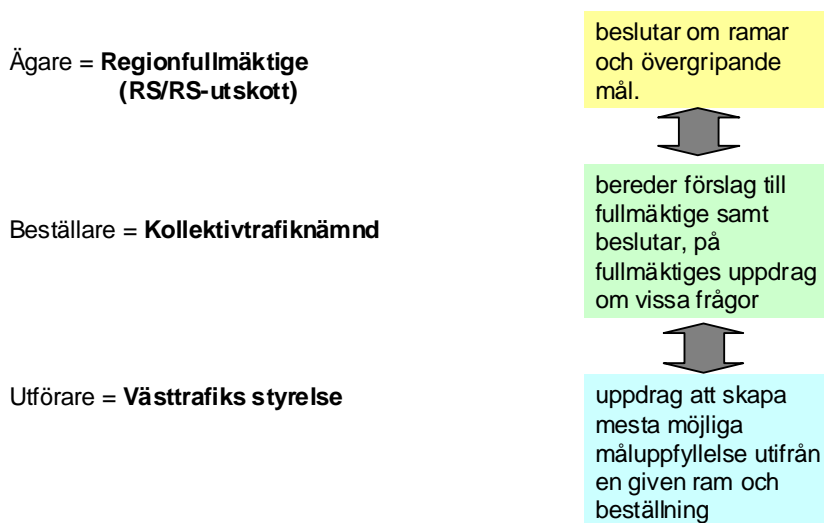 Ägare = Regionfullmäktige
(RS/RS-utskott)
beslutar om ramar
och övergripande
mål.
Beställare = Kollektivtrafiknämnd
bereder förslag till
fullmäktige samt
beslutar, på
fullmäktiges uppdrag
om vissa frågor
Utförare = Västtrafiks styrelse
uppdrag att skapa
mesta möjliga
måluppfyllelse utifrån
en given ram och
beställning